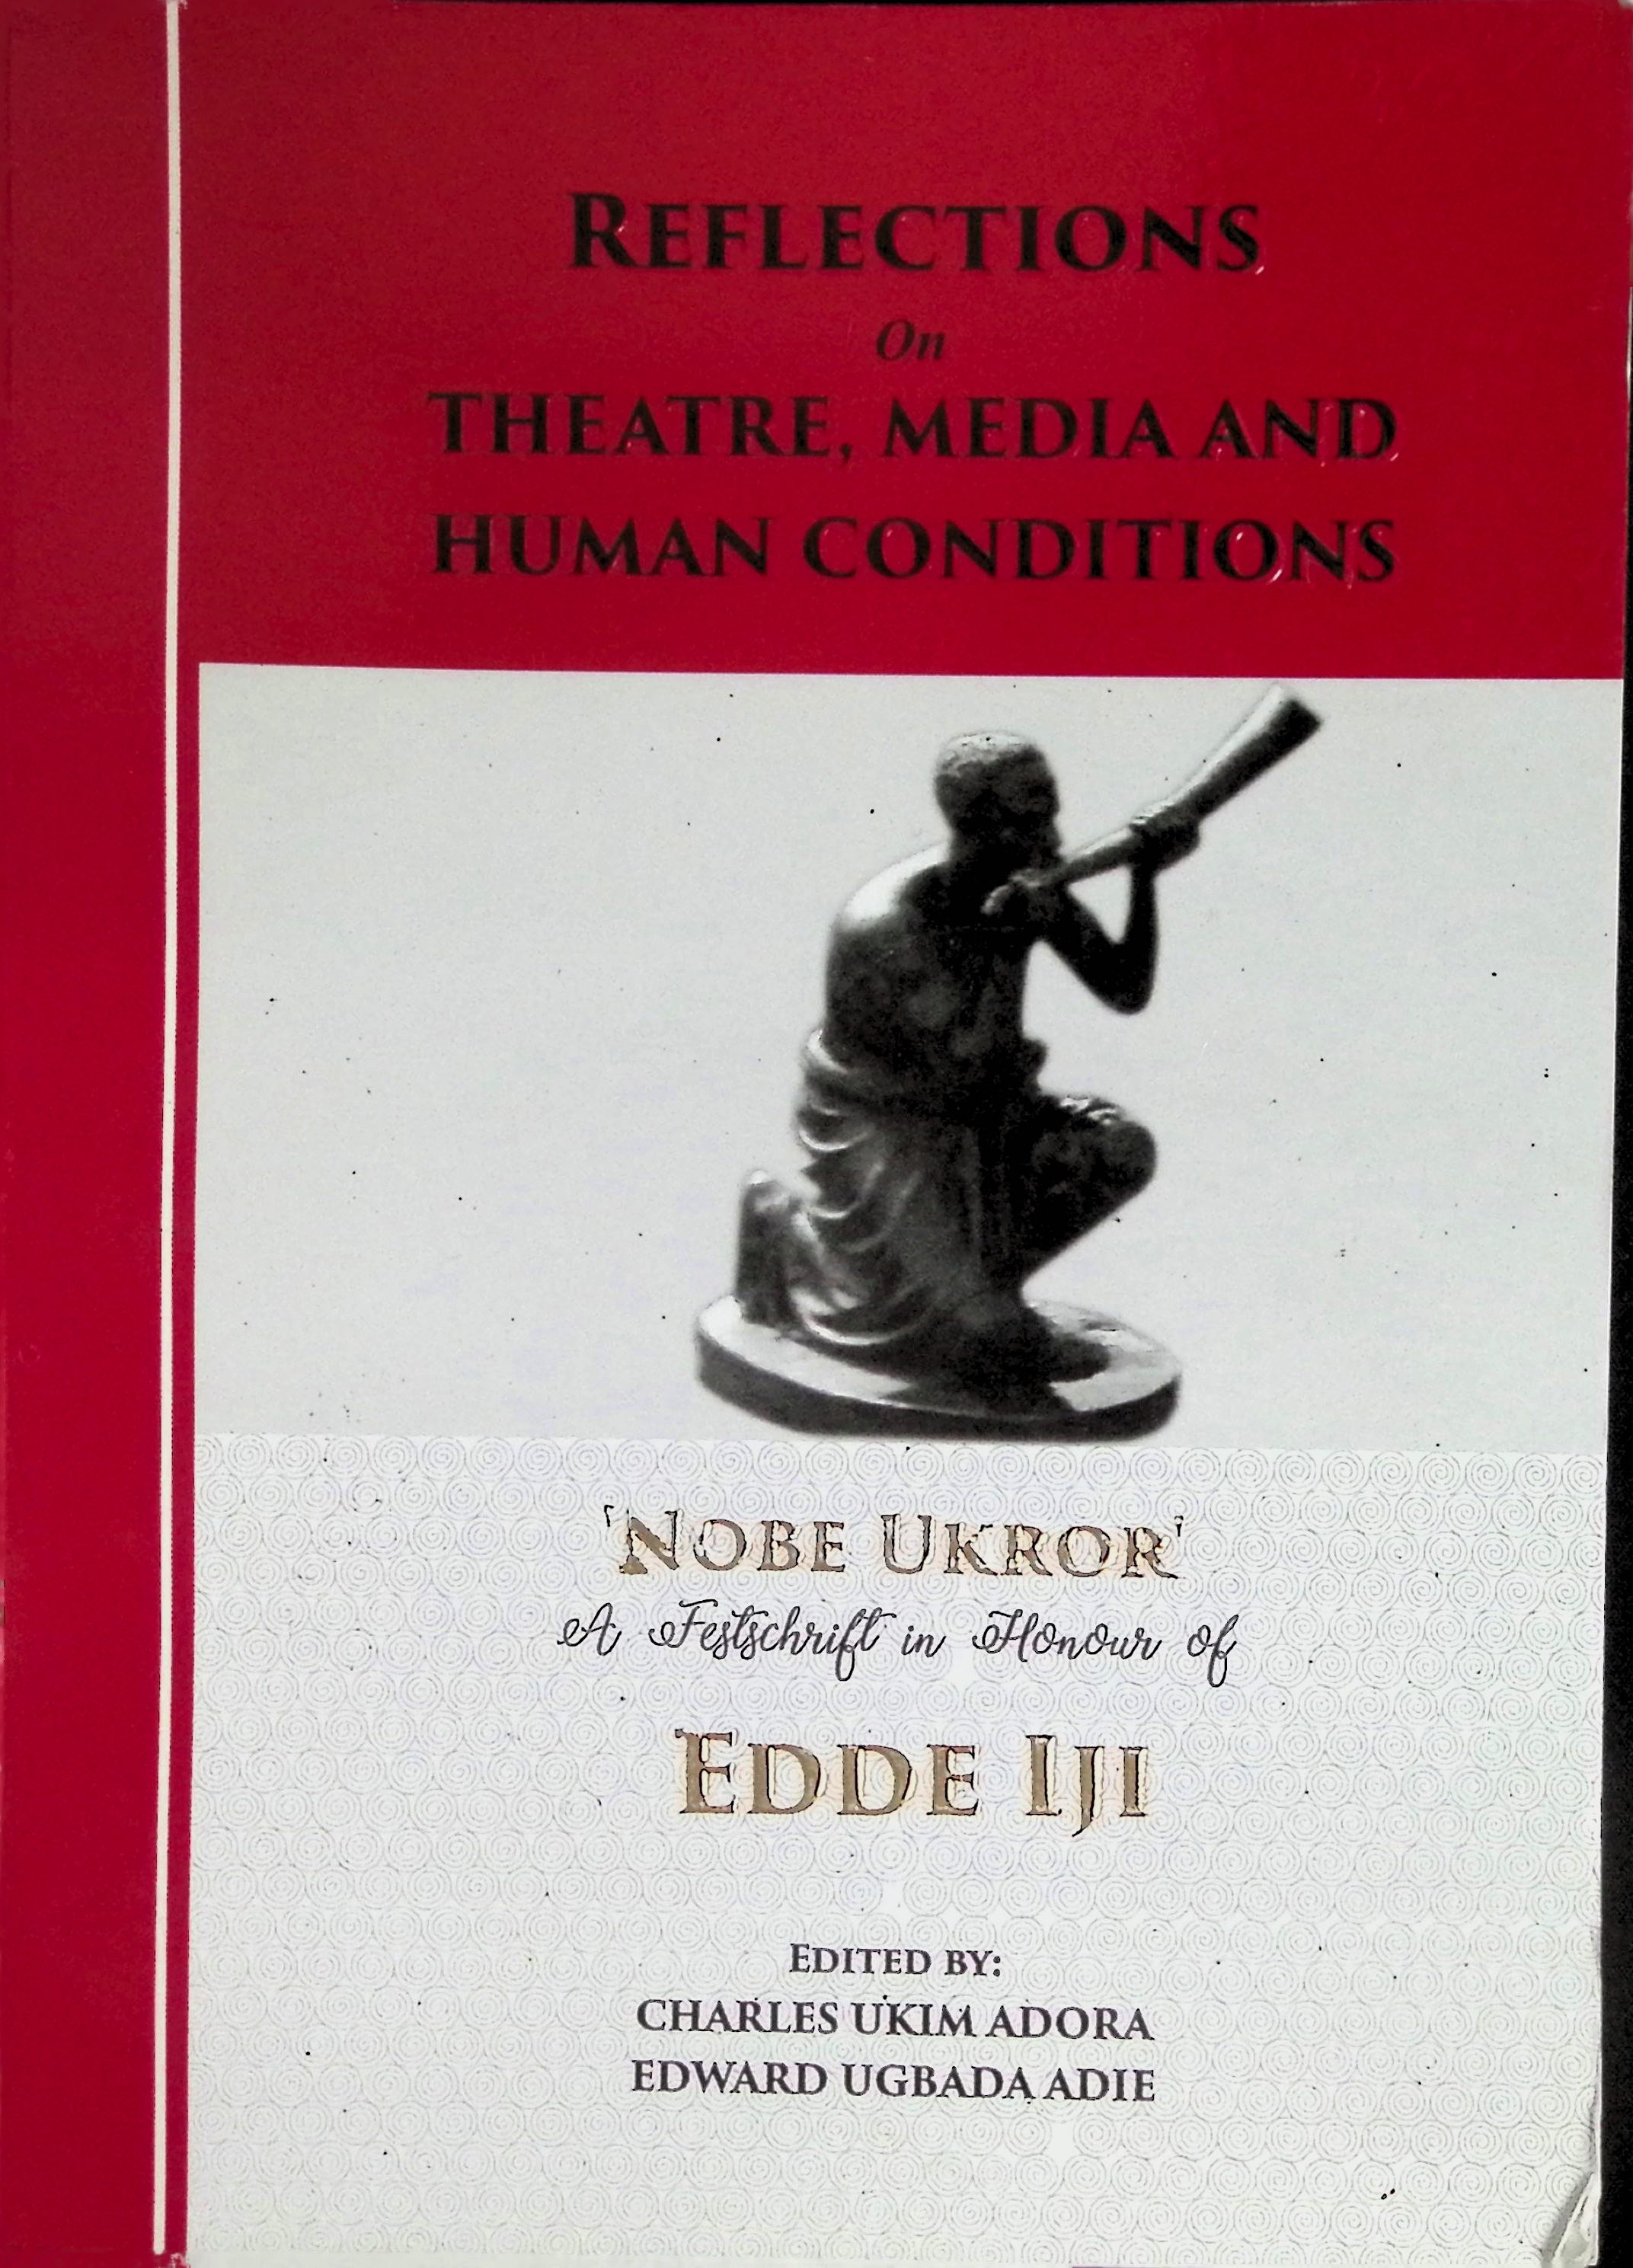 REFLECTIONS
On
THEATRE, MEDIA AND
HUMAN CONDITIONS
'NOBE UKROR'
A Festschrift in Honour of
EDDE IJI
EDITED BY:
CHARLES UKIM ADORA
EDWARD UGBADA ADIE